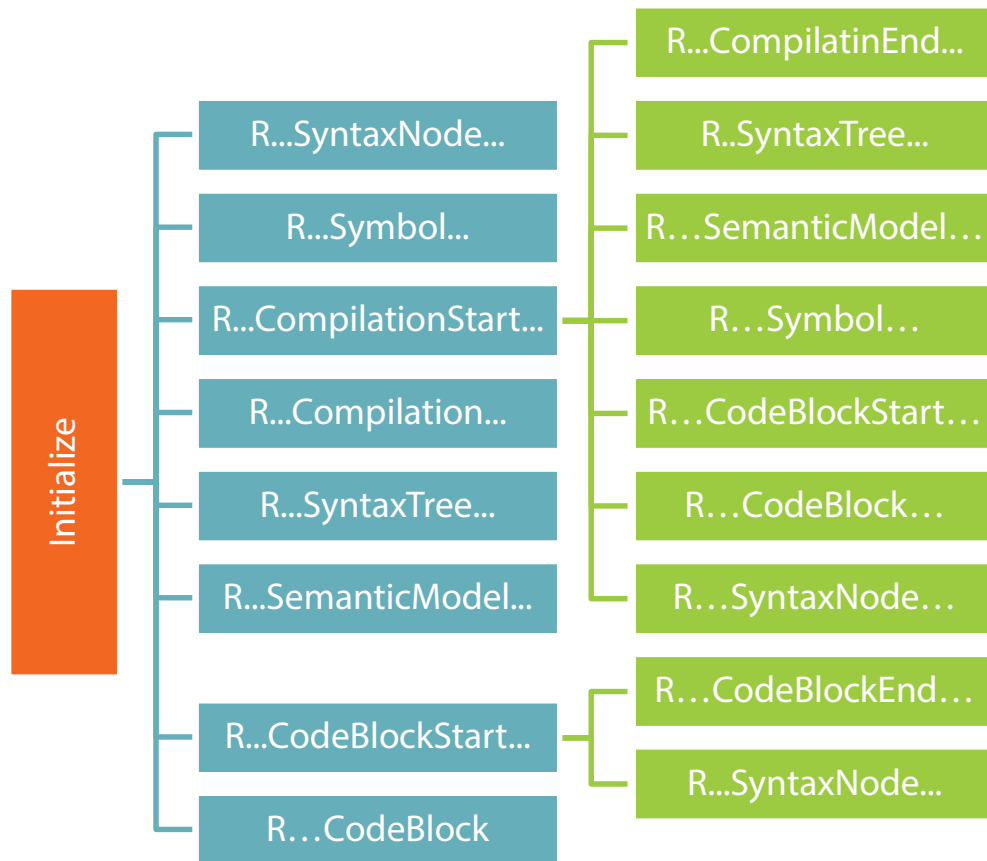 Initialize
R...SyntaxNode...
R...Symbol...
R...CompilationStart...
R...Compilation...
R...SyntaxTree...
R...SemanticModel...
R...CodeBlockStart...
R…CodeBlock
R...CompilatinEnd...
R..SyntaxTree...
R…SemanticModel…
R…Symbol…
R…CodeBlockStart…
R…CodeBlock…
R…SyntaxNode…
R…CodeBlockEnd…
R...SyntaxNode...